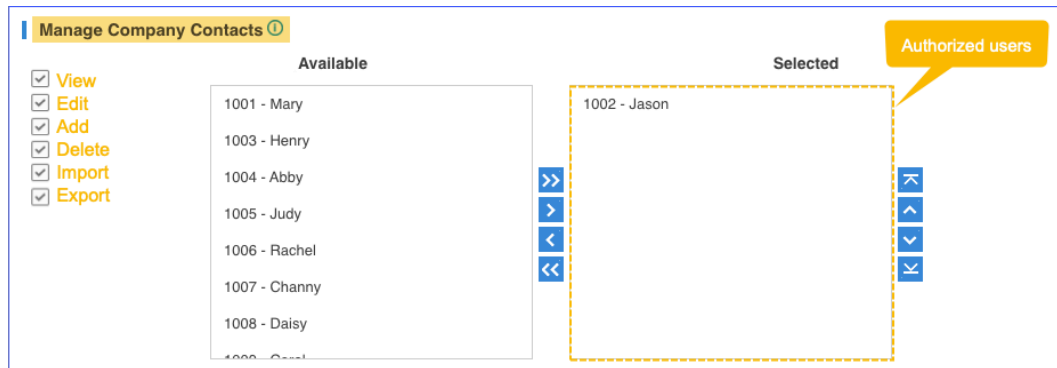 Manage Company Contacts
Authorized users
Available
Selected
View
Edit
Add
Delete
Import
Export
1001 - Mary
1003 - Henry
1004 - Abby
1005 - Judy
1006 - Rachel
1007 - Channy
1008 - Daisy
1002 - Jason